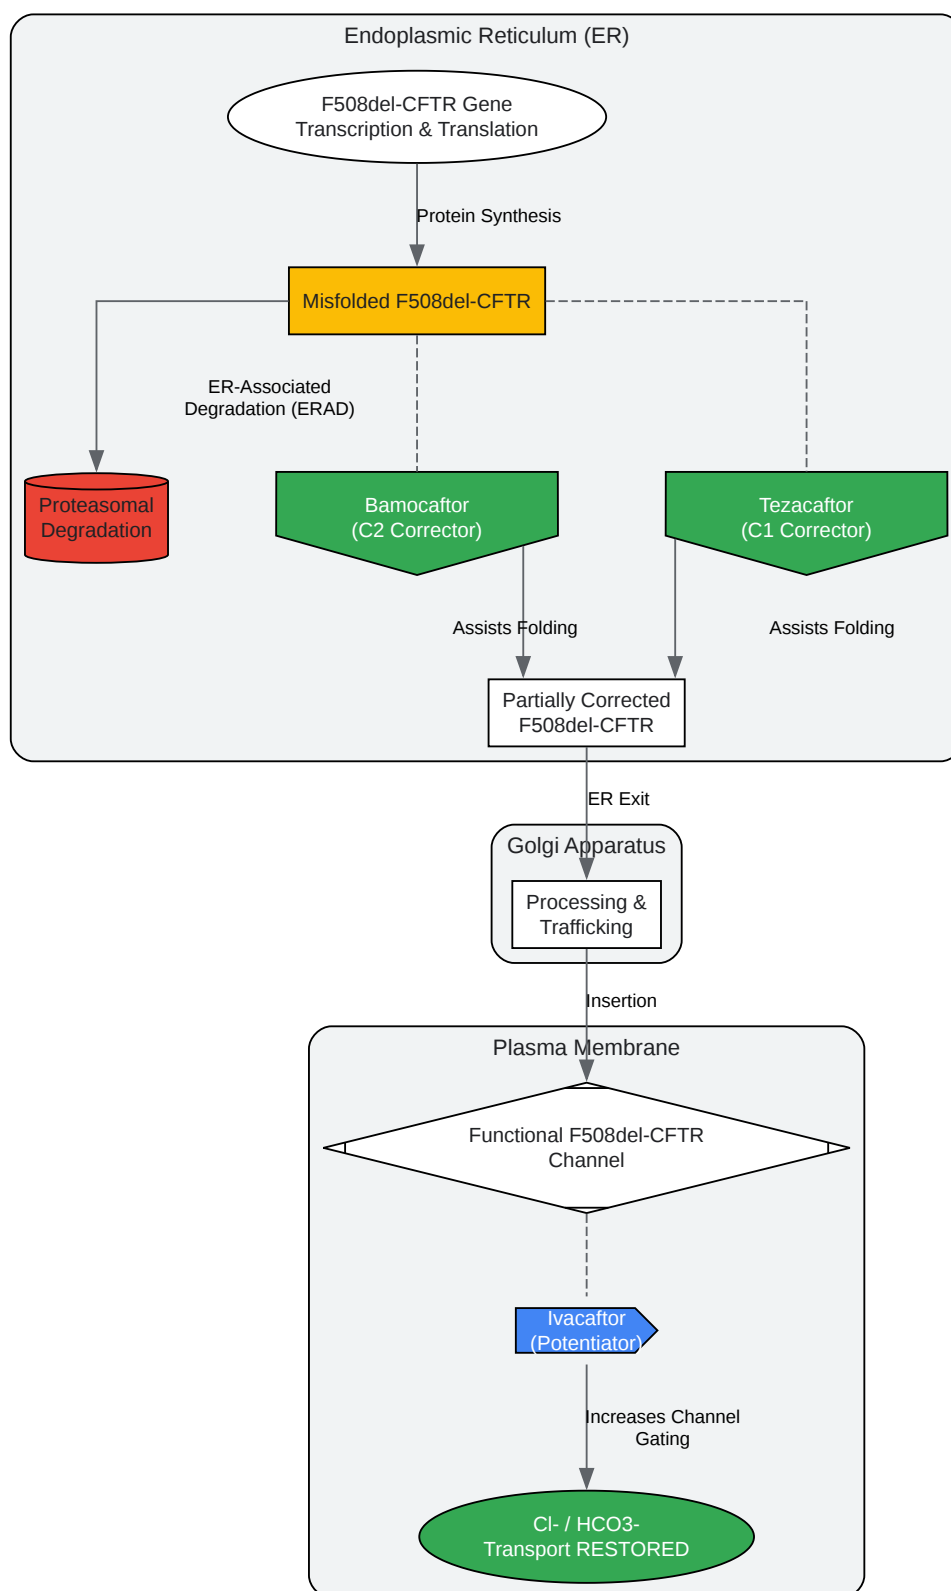 Endoplasmic Reticulum (ER)
F508del-CFTR Gene
Transcription & Translation
Protein Synthesis
Misfolded F508del-CFTR
ER-Associated
Degradation (ERAD)
Proteasomal
Degradation
Bamocaftor
(C2 Corrector)
Tezacaftor
(C1 Corrector)
Assists Folding
Assists Folding
Partially Corrected
F508del-CFTR
ER Exit
Golgi Apparatus
Processing &
Trafficking
Insertion
Plasma Membrane
Functional F508del-CFTR
Channel
Ivacaftor
(Potentiator)
Increases Channel
Gating
Cl- / HCO3-
Transport RESTORED